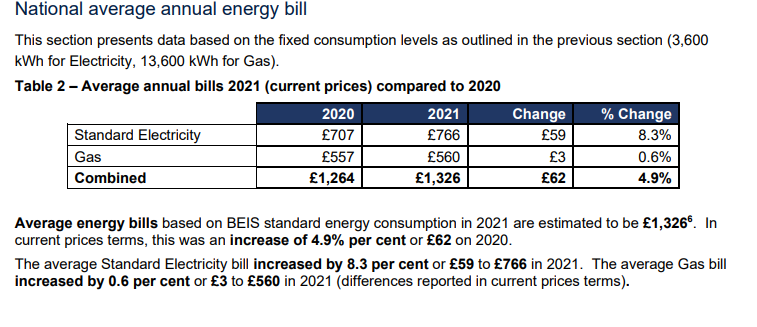 National average annual energy bill
This section presents data based on the fixed consumption levels as outlined in the previous section (3,600
kWh for Electricity, 13,600 kWh for Gas).
Table 2 – Average annual bills 2021 (current prices) compared to 2020
2020 2021 Change % Change
Standard Electricity £707 £766 £59 8.3%
Gas £557 £560 £3 0.6%
Combined £1,264 £1,326 £62 4.9%
Average energy bills based on BEIS standard energy consumption in 2021 are estimated to be £1,326⁶. In
current prices terms, this was an increase of 4.9% per cent or £62 on 2020.
The average Standard Electricity bill increased by 8.3 per cent or £59 to £766 in 2021. The average Gas bill
increased by 0.6 per cent or £3 to £560 in 2021 (differences reported in current prices terms).